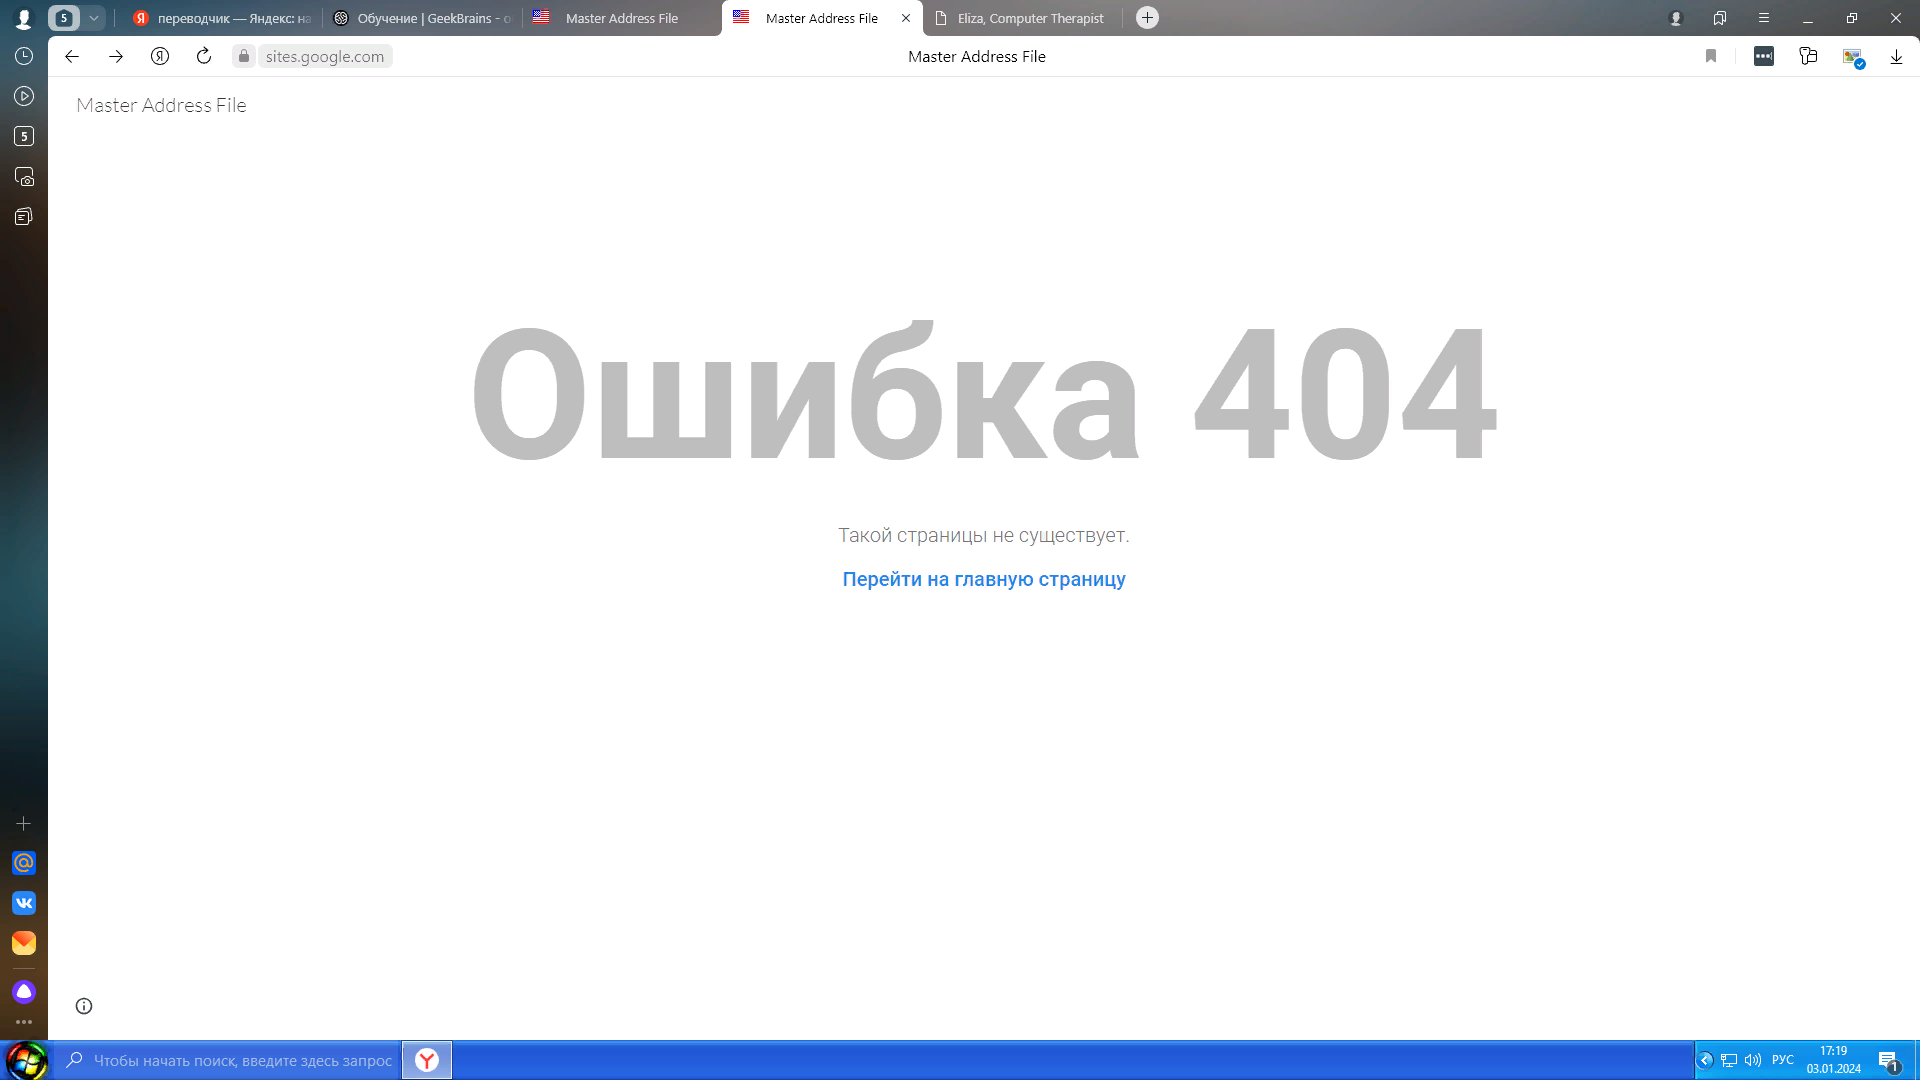 5
переводчик — Яндекс: на
Обучение | GeekBrains - о
Master Address File
Master Address File
Eliza, Computer Therapist
sites.google.com
Master Address File
5
Master Address File
Ошибка 404
Такой страницы не существует.
Перейти на главную страницу
Чтобы начать поиск, введите здесь запрос
РУС
17:19
03.01.2024
1